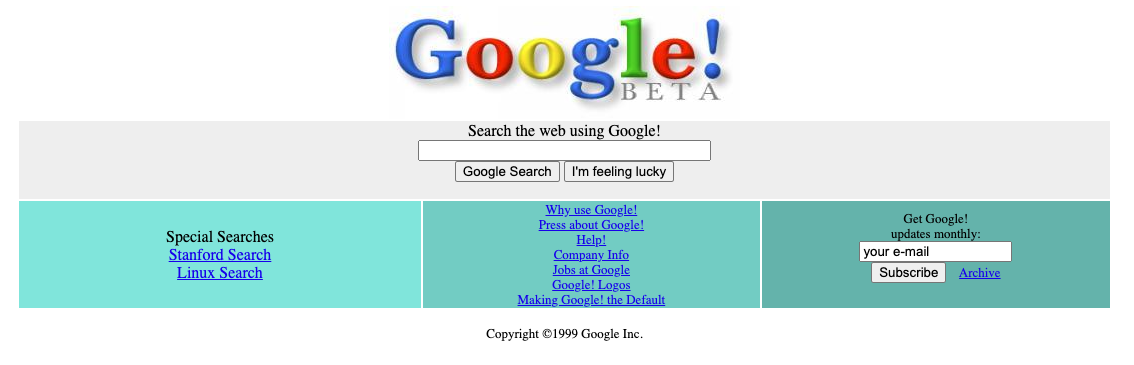 Google!
BETA
Search the web using Google!
Google Search I'm feeling lucky
Special Searches
Stanford Search
Linux Search
Why use Google!
Press about Google!
Help!
Company Info
Jobs at Google
Google! Logos
Making Google! the Default
Get Google!
updates monthly:
your e-mail
Subscribe Archive
Copyright ©1999 Google Inc.